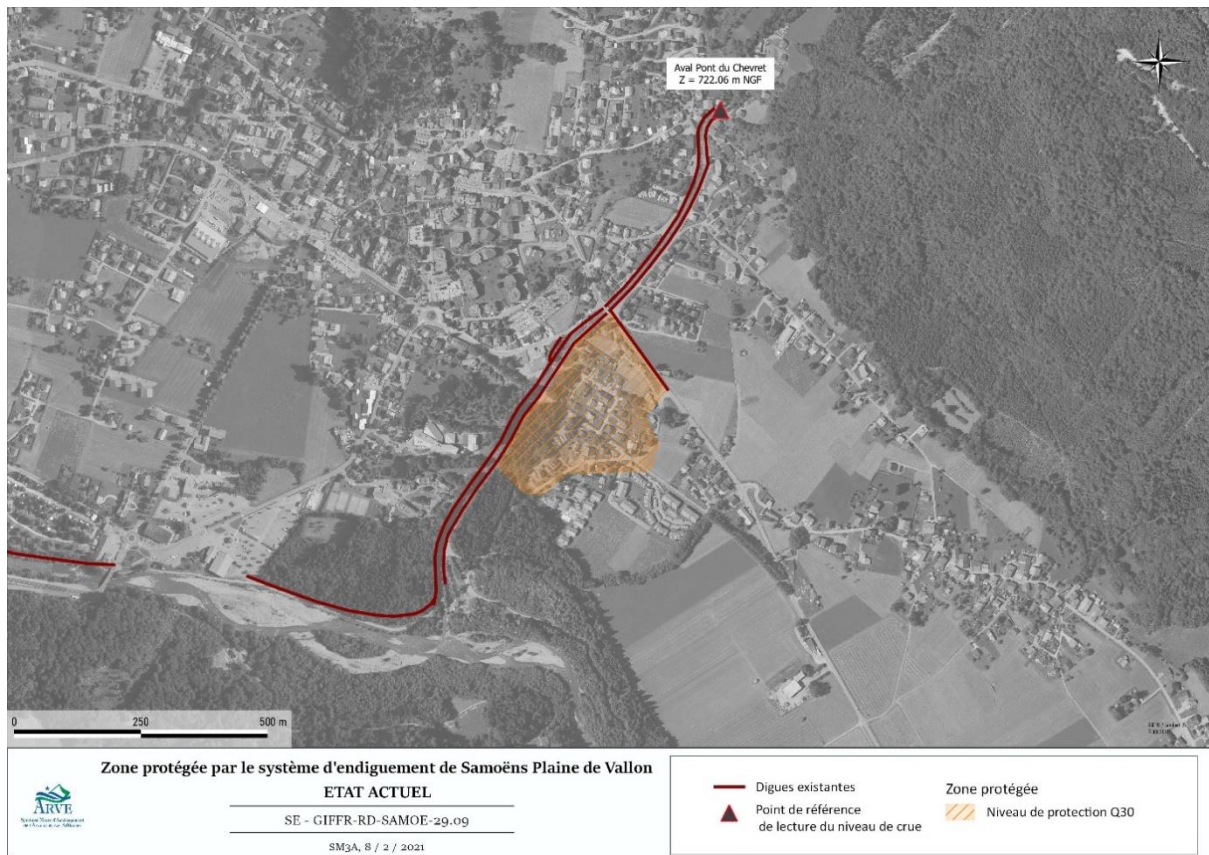 Aval Pont du Chevret
Z = 722.06 m NGF
0 250 500 m
Zone protégée par le système d'endiguement de Samoëns Plaine de Vallon
ETAT ACTUEL
SE - GIFFR-RD-SAMOE-29.09
SM3A, 8 / 2 / 2021
ARVE
Digues existantes
Point de référence
de lecture du niveau de crue
Zone protégée
Niveau de protection Q30